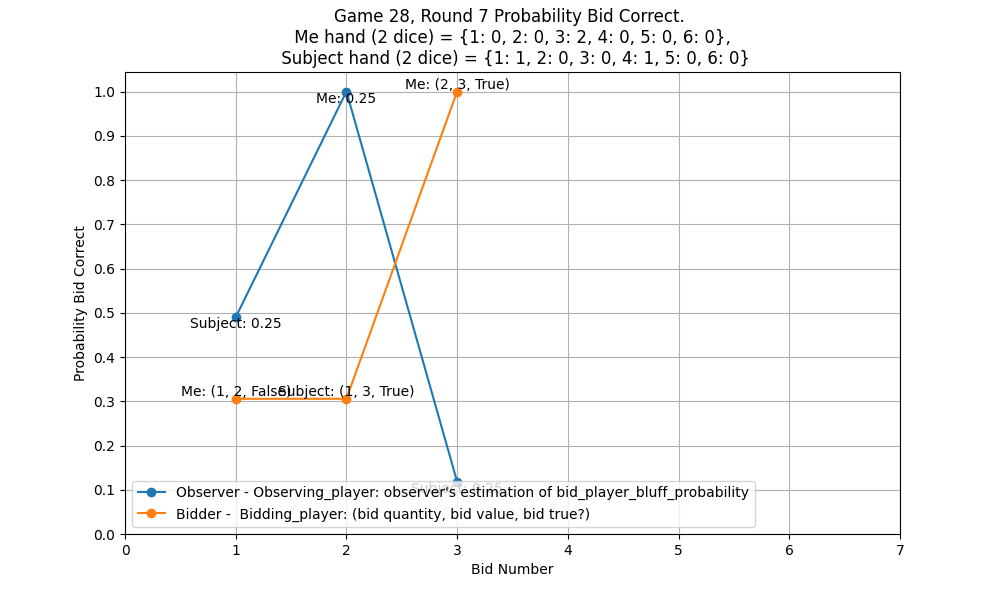 Game 28, Round 7 Probability Bid Correct.
Me hand (2 dice) = {1: 0, 2: 0, 3: 2, 4: 0, 5: 0, 6: 0},
Subject hand (2 dice) = {1: 1, 2: 0, 3: 0, 4: 1, 5: 0, 6: 0}
Me: (2, 3, True)
Me: 0.25
Subject: 0.25
Me: (1, 2, False)
Subject: (1, 3, True)
Subject: 0.25
Observer - Observing_player: observer's estimation of bid_player_bluff_probability
Bidder -  Bidding_player: (bid quantity, bid value, bid true?)
Probability Bid Correct
1.0
0.9
0.8
0.7
0.6
0.5
0.4
0.3
0.2
0.1
0.0
0 1 2 3 4 5 6 7
Bid Number